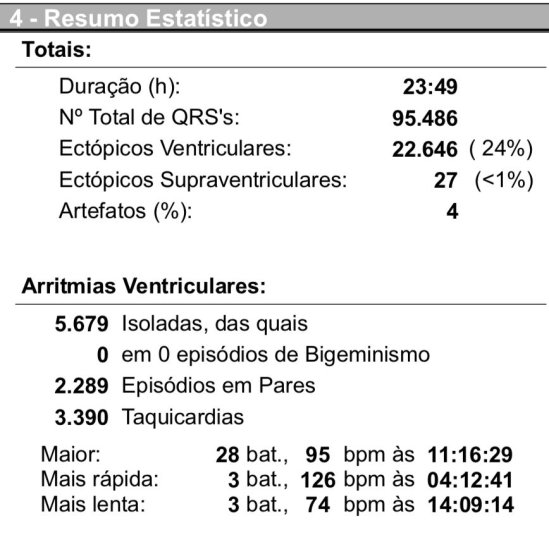 4 - Resumo Estatístico
Totais:
Duração (h): 23:49
Nº Total de QRS's: 95.486
Ectópicos Ventriculares: 22.646 ( 24%)
Ectópicos Supraventriculares: 27 (<1%)
Artefatos (%): 4
Arritmias Ventriculares:
5.679 Isoladas, das quais
0 em 0 episódios de Bigeminismo
2.289 Episódios em Pares
3.390 Taquicardias
Maior: 28 bat., 95 bpm às 11:16:29
Mais rápida: 3 bat., 126 bpm às 04:12:41
Mais lenta: 3 bat., 74 bpm às 14:09:14